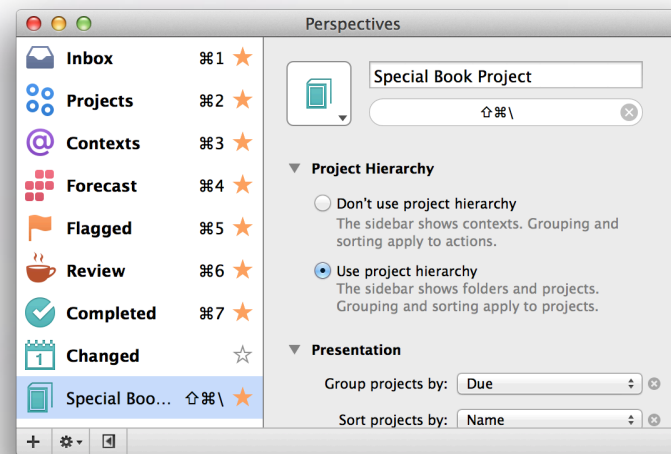 Perspectives
Inbox ⌘1
Projects ⌘2
Contexts ⌘3
Forecast ⌘4
Flagged ⌘5
Review ⌘6
Completed ⌘7
1 Changed
Special Boo... ⇧⌘\
Special Book Project
⇧⌘\
Project Hierarchy
Don't use project hierarchy
The sidebar shows contexts. Grouping and
sorting apply to actions.
Use project hierarchy
The sidebar shows folders and projects.
Grouping and sorting apply to projects.
Presentation
Group projects by: Due
Sort projects by: Name